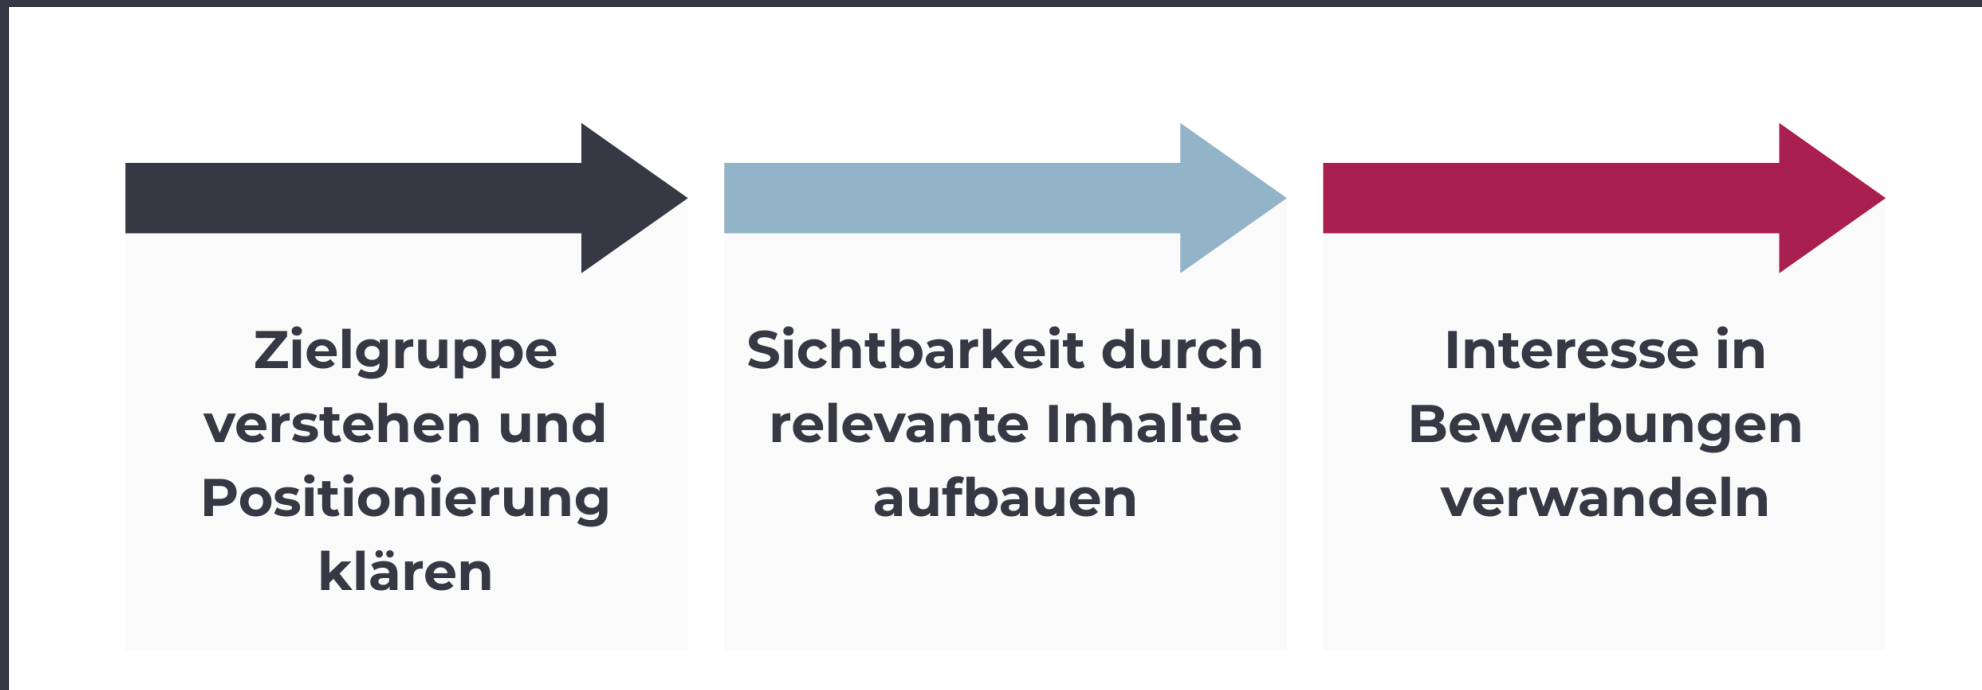 Zielgruppe
verstehen und
Positionierung
klären
Sichtbarkeit durch
relevante Inhalte
aufbauen
Interesse in
Bewerbungen
verwandeln